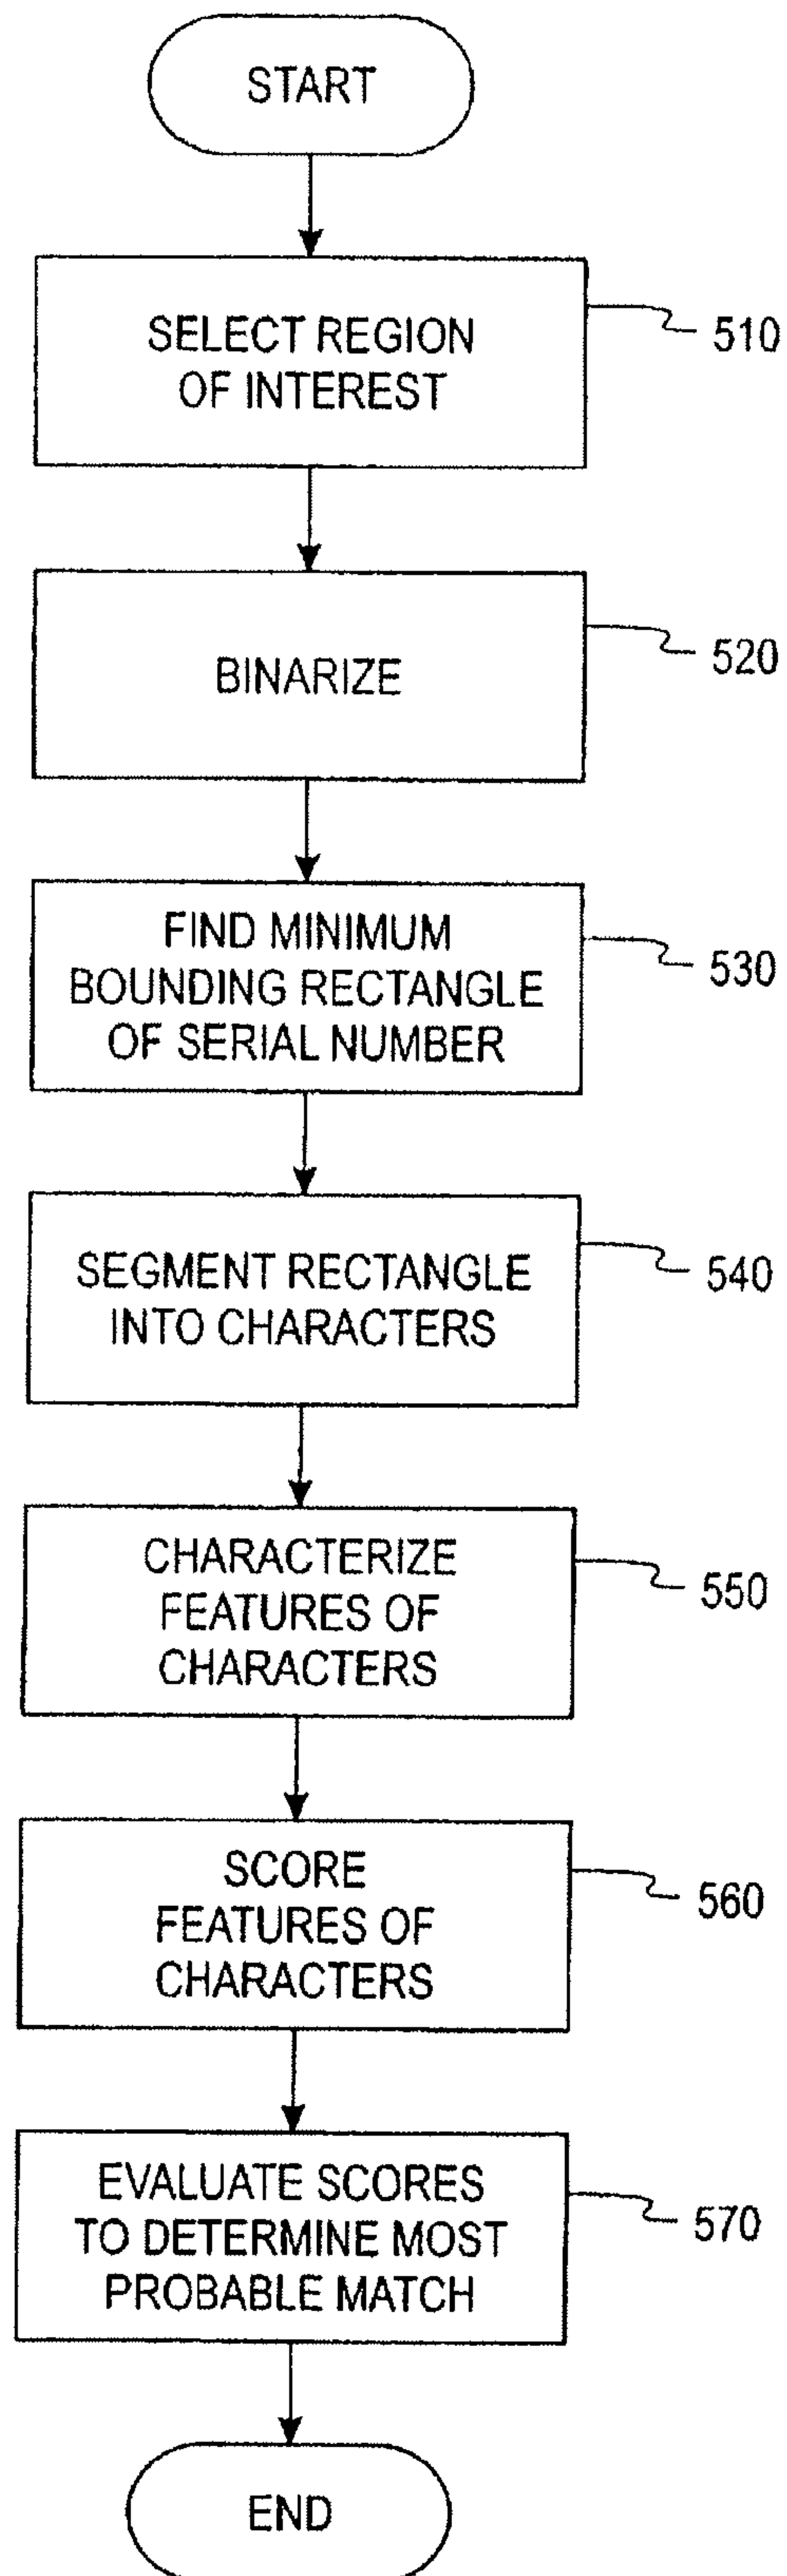 START
SELECT REGION
OF INTEREST
510
BINARIZE
520
FIND MINIMUM
BOUNDING RECTANGLE
OF SERIAL NUMBER
530
SEGMENT RECTANGLE
INTO CHARACTERS
540
CHARACTERIZE
FEATURES OF
CHARACTERS
550
SCORE
FEATURES OF
CHARACTERS
560
EVALUATE SCORES
TO DETERMINE MOST
PROBABLE MATCH
570
END